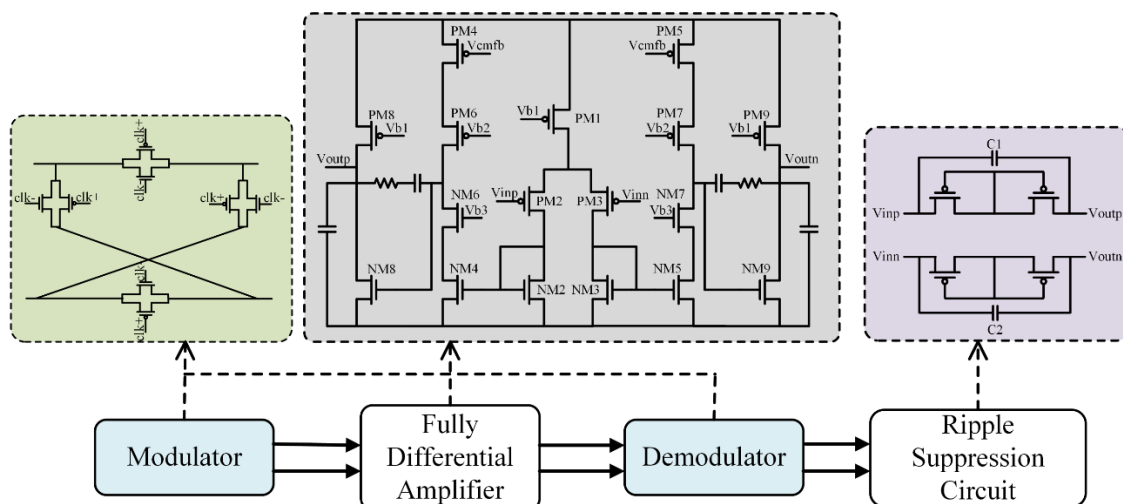 PM4
Vcmfb
PM5
Vcmfb
PM8
Vb1
PM6
Vb2
Vb1
PM1
PM7
Vb2
PM9
Vb1
Voutp
Voutn
NM6
Vb3
Vinp
PM2
PM3
Vinn
NM7
Vb3
NM8
NM4
NM2
NM3
NM5
NM9
clk+
clk-
clk-
clk+
clk+
clk-
clk-
clk+
C1
Vinp
Voutp
Vinn
Voutn
C2
Modulator
Fully
Differential
Amplifier
Demodulator
Ripple
Suppression
Circuit